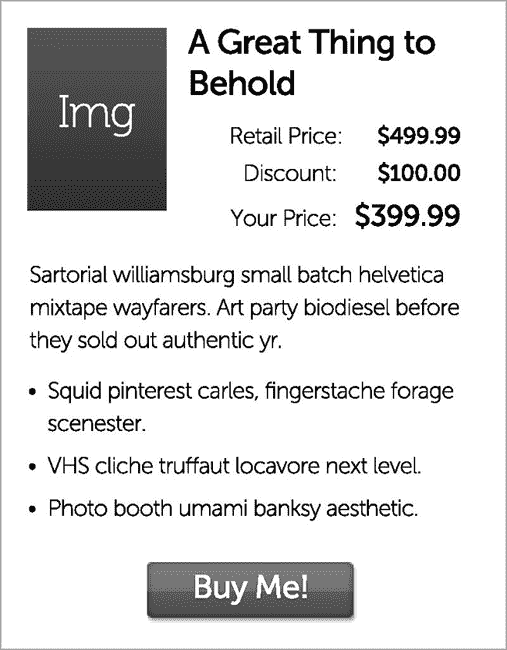 Img
A Great Thing to
Behold
Retail Price: $499.99
Discount: $100.00
Your Price: $399.99
Sartorial williamsburg small batch helvetica
mixtape wayfarers. Art party biodiesel before
they sold out authentic yr.
• Squid pinterest carles, fingerstache forage
scenester.
• VHS cliche truffaut locavore next level.
• Photo booth umami banksy aesthetic.
Buy Me!